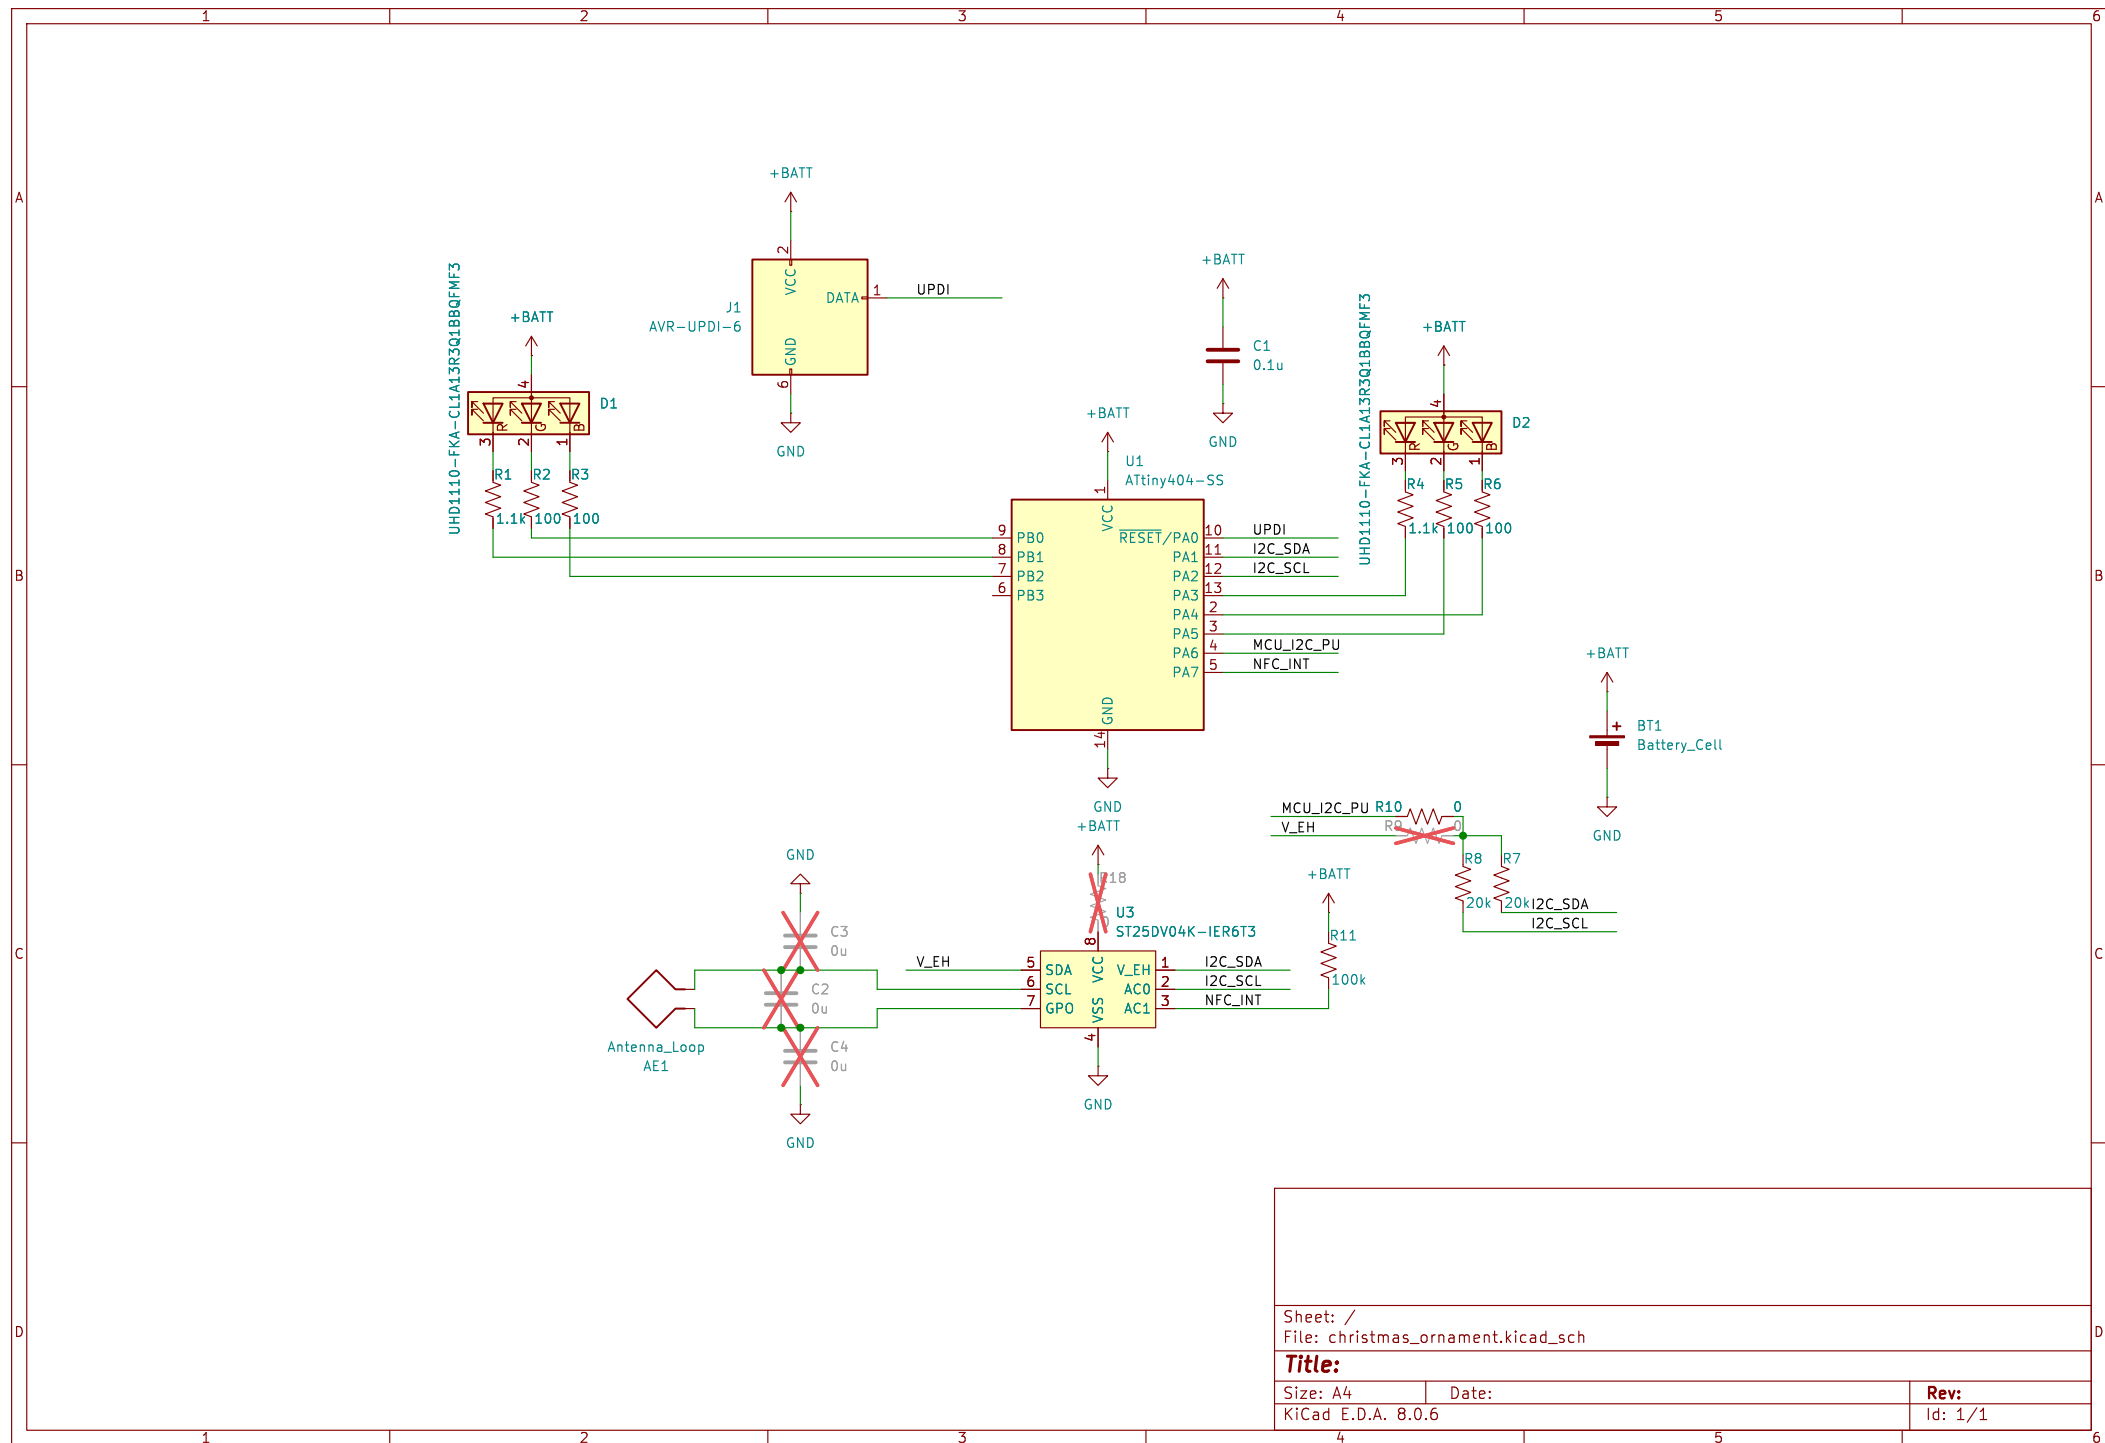 1 2 3 4 5 6
A
B
C
D
A
B
C
D
+BATT
2
VCC
DATA
1
UPDI
GND
6
J1
AVR-UPDI-6
GND
+BATT
C1
0.1u
GND
UHD1110-FKA-CL1A13R3Q1BBQFMF3
+BATT
4
D1
R G B
3 2 1
R1 R2 R3
1.1k 100 100
UHD1110-FKA-CL1A13R3Q1BBQFMF3
+BATT
4
D2
R G B
3 2 1
R4 R5 R6
1.1k 100 100
+BATT
U1
ATtiny404-SS
1
VCC
9 PB0
8 PB1
7 PB2
6 PB3
RESET/PA0 10 UPDI
PA1 11 I2C_SDA
PA2 12 I2C_SCL
PA3 13
PA4 2
PA5 3
PA6 4 MCU_I2C_PU
PA7 5 NFC_INT
GND
14
GND
+BATT
+
BT1
Battery_Cell
GND
MCU_I2C_PU R10 0
V_EH R9 0
R8 R7
20k 20k
I2C_SDA
I2C_SCL
+BATT
R18
0
U3
ST25DV04K-IER6T3
8
VCC
V_EH 5 SDA
6 SCL
7 GPO
V_EH 1 I2C_SDA
AC0 2 I2C_SCL
AC1 3 NFC_INT
VSS
4
GND
+BATT
R11
100k
GND
C3
0u
C2
0u
C4
0u
GND
Antenna_Loop
AE1
Sheet: /
File: christmas_ornament.kicad_sch
Title:
Size: A4 Date: Rev:
KiCad E.D.A. 8.0.6 Id: 1/1
1 2 3 4 5 6